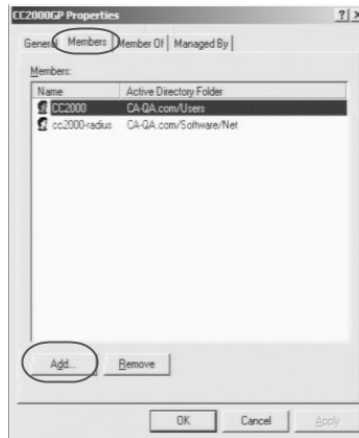 CC2000GP Properties ? X
General Members Member Of Managed By
Members:
Name Active Directory Folder
CC2000 CA-QA.com/Users
cc2000-radius CA-QA.com/Software/Net
Add... Remove
OK Cancel Apply